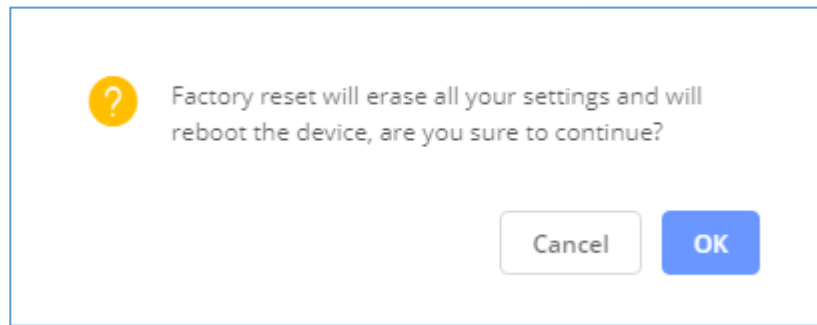 ?
Factory reset will erase all your settings and will
reboot the device, are you sure to continue?
Cancel OK